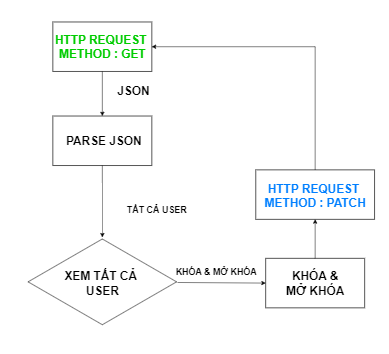 HTTP REQUEST
METHOD : GET
JSON
PARSE JSON
TẤT CẢ USER
XEM TẤT CẢ
USER
KHÓA & MỞ KHÓA
KHÓA &
MỞ KHÓA
HTTP REQUEST
METHOD : PATCH